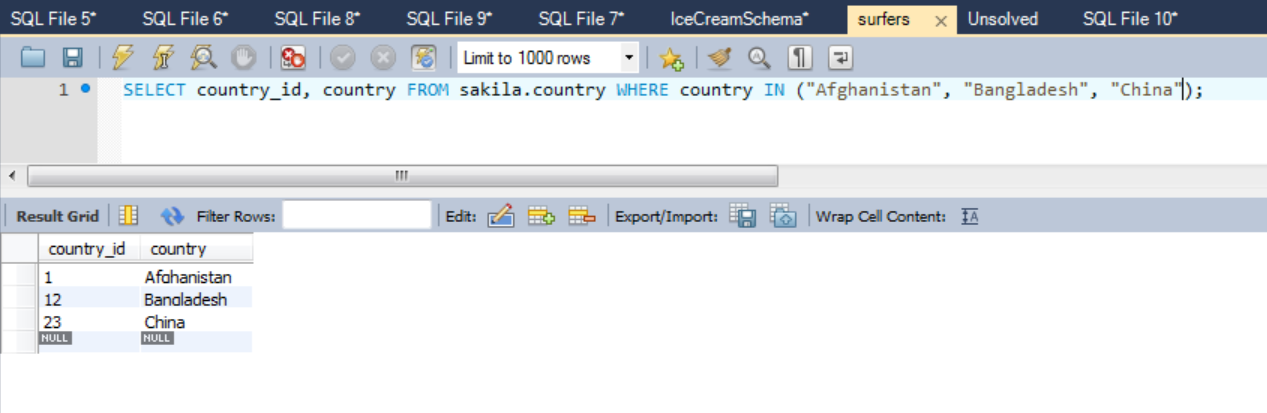 SQL File 5* SQL File 6* SQL File 8* SQL File 9* SQL File 7* IceCreamSchema* surfers Unsolved SQL File 10*
Limit to 1000 rows
1 SELECT country_id, country FROM sakila.country WHERE country IN ("Afghanistan", "Bangladesh", "China");
Result Grid Filter Rows: Edit: Export/Import: Wrap Cell Content:
country_id country
1 Afghanistan
12 Bangladesh
23 China
NULL NULL